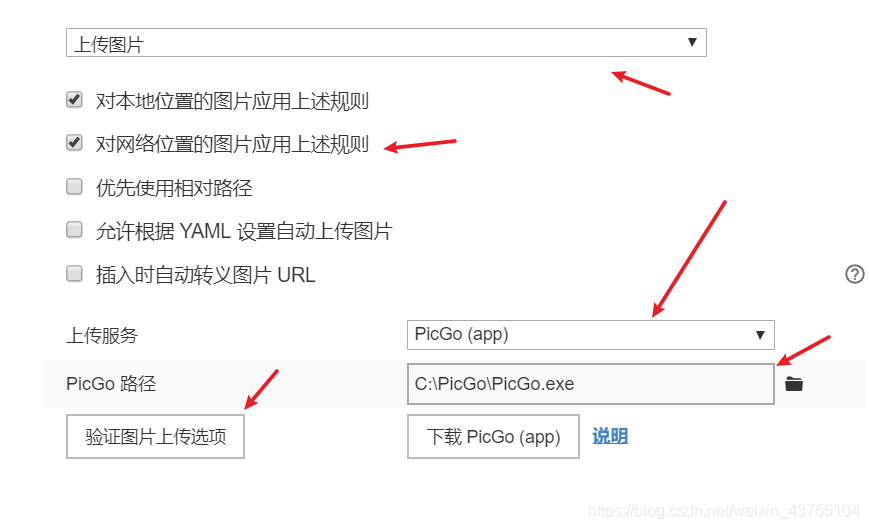 上传图片
对本地位置的图片应用上述规则
对网络位置的图片应用上述规则
优先使用相对路径
允许根据 YAML 设置自动上传图片
插入时自动转义图片 URL
上传服务 PicGo (app)
PicGo 路径 C:\PicGo\PicGo.exe
验证图片上传选项 下载 PicGo (app) 说明
https://blog.csdn.net/weixin_43755104